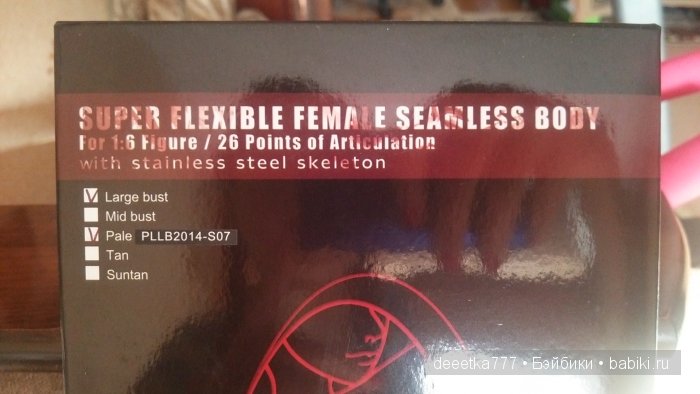 SUPER FLEXIBLE FEMALE SEAMLESS BODY
For 1:6 Figure / 26 Points of Articulation
with stainless steel skeleton
Large bust
Mid bust
Pale PLLB2014-S07
Tan
Suntan
deeetka777 • Бэйбики • babiki.ru